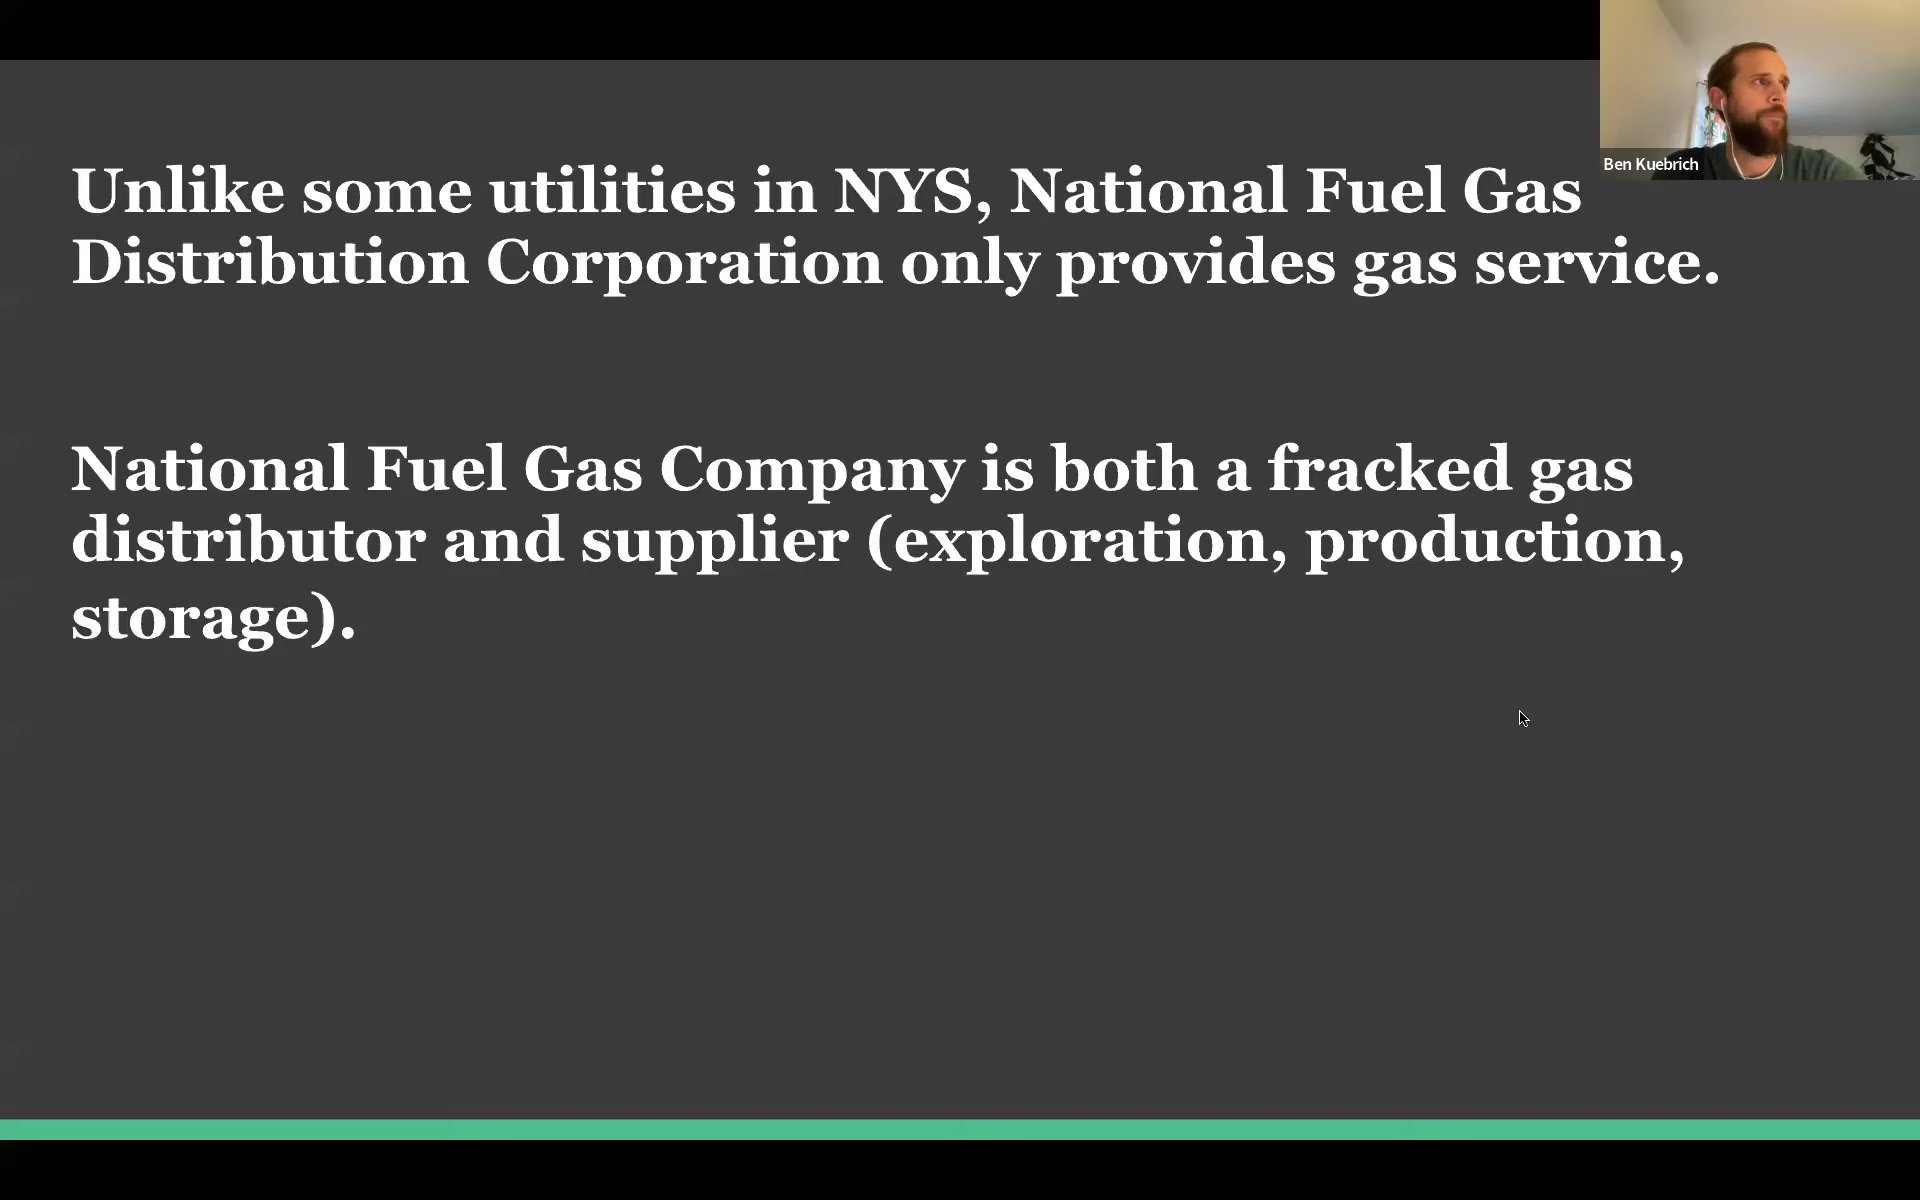 Ben Kuebrich
Unlike some utilities in NYS, National Fuel Gas
Distribution Corporation only provides gas service.
National Fuel Gas Company is both a fracked gas
distributor and supplier (exploration, production,
storage).